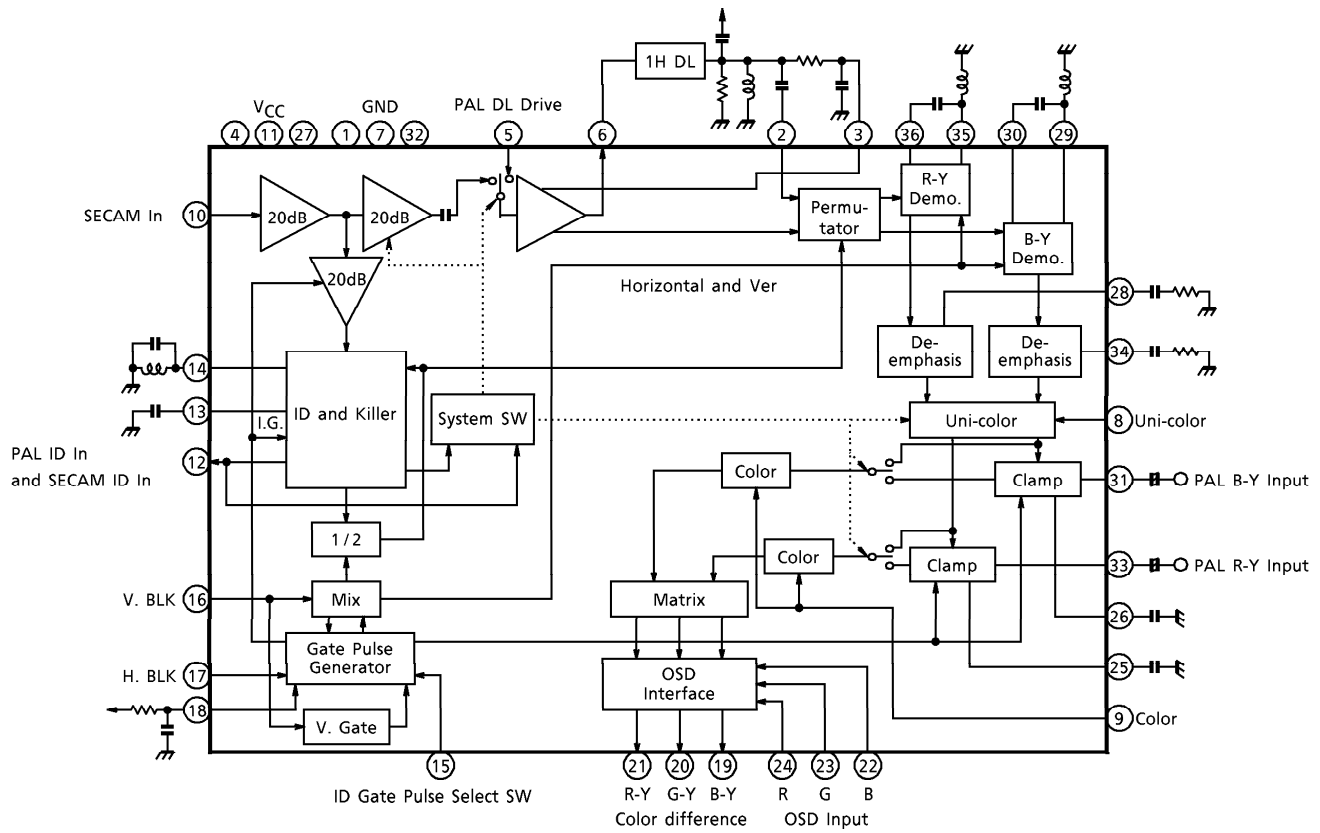 1H DL
VCC
GND
PAL DL Drive
4
11
27
1
7
32
5
6
2
3
36
35
30
29
SECAM In
10
20dB
20dB
20dB
R-Y
Demo.
Permu-
tator
B-Y
Demo.
Horizontal and Ver
28
De-
emphasis
De-
emphasis
34
14
13
I.G.
ID and Killer
System SW
Uni-color
8
Uni-color
PAL ID In
and SECAM ID In
12
Color
Clamp
31
PAL B-Y Input
1/2
Color
Clamp
33
PAL R-Y Input
V. BLK
16
Mix
Matrix
26
Gate Pulse
Generator
H. BLK
17
OSD
Interface
25
18
V. Gate
9
Color
15
21
20
19
24
23
22
ID Gate Pulse Select SW
R-Y
G-Y
B-Y
R
G
B
Color difference
OSD Input